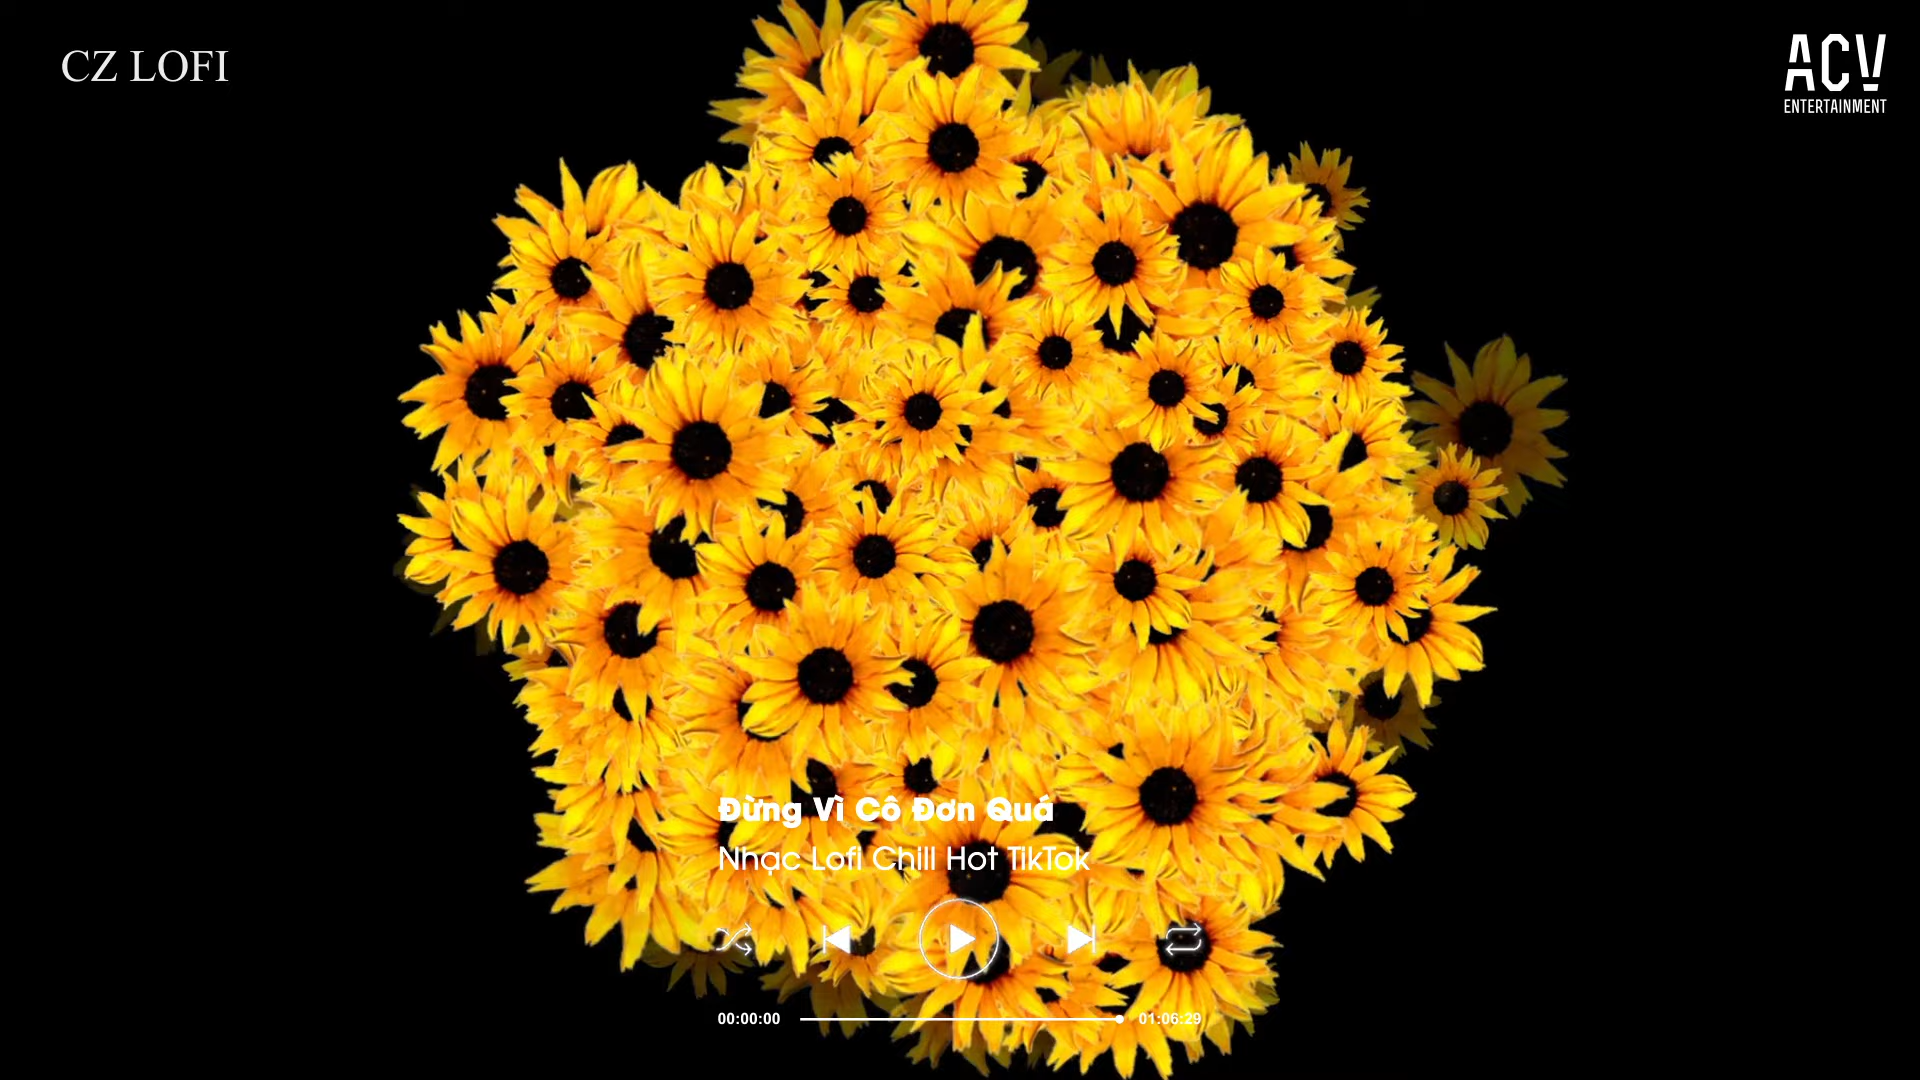 CZ LOFI
ACV
ENTERTAINMENT
Đừng Vì Cô Đơn Quá
Nhạc Lofi Chill Hot TikTok
00:00:00
01:06:29